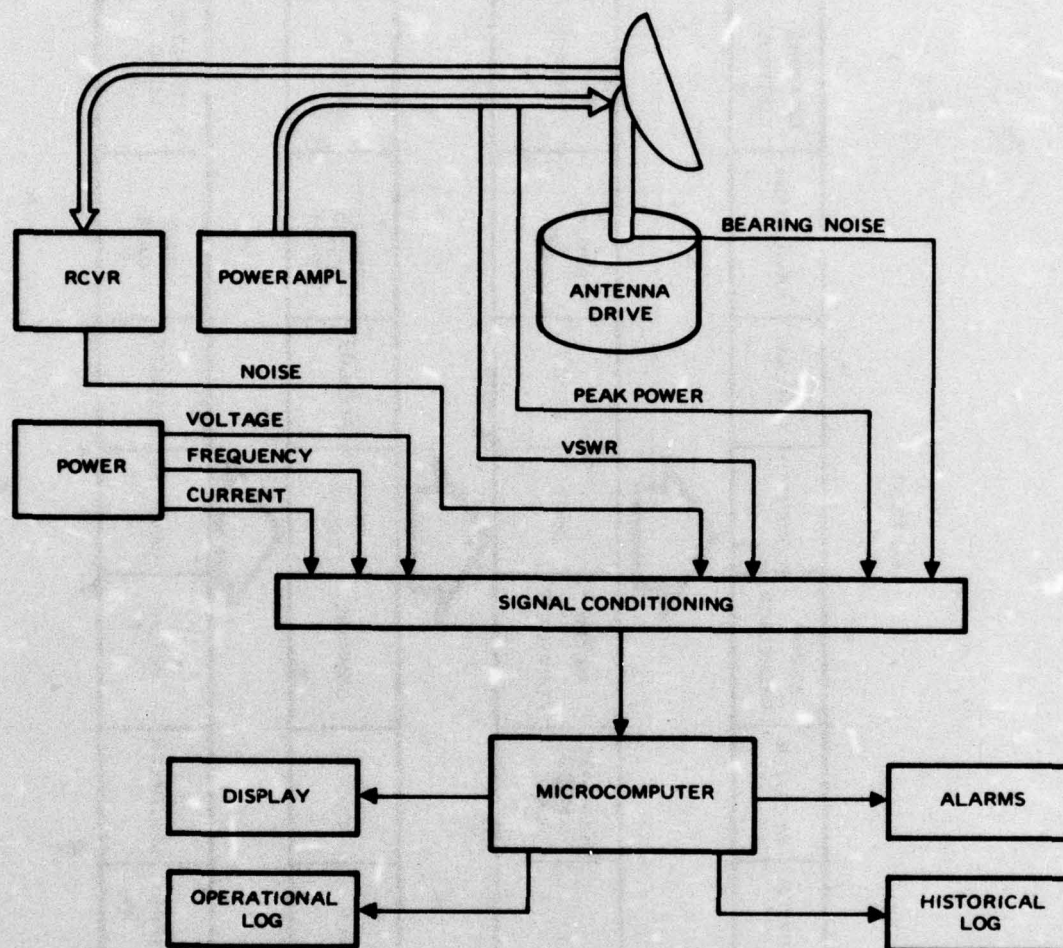 BEARING NOISE
RCVR
POWER AMPL
ANTENNA
DRIVE
NOISE
PEAK POWER
VOLTAGE
VSWR
POWER
FREQUENCY
CURRENT
SIGNAL CONDITIONING
DISPLAY
MICROCOMPUTER
ALARMS
OPERATIONAL
LOG
HISTORICAL
LOG